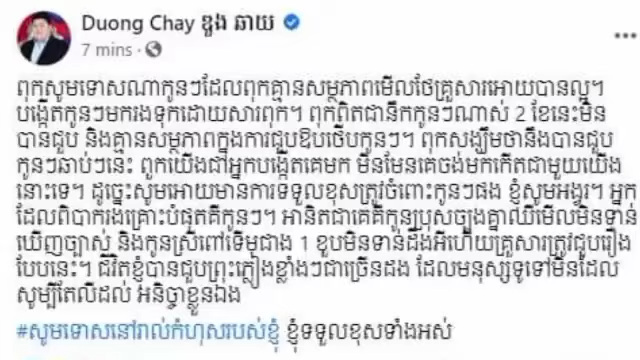 Duong Chay ឌួង ឆាយ
7 mins ·
ពុកសូមទោសណាកូនៗដែលពុកគ្មានសមត្ថភាពមើលថែគ្រួសារអោយបានល្អ។
បង្កើតកូនៗមករងទុកដោយសារពុក។ ពុកពិតជានឹកកូនៗណាស់ 2 ខែនេះមិន
បានជួប និងគ្មានសមត្ថភាពក្នុងការជួបឱបថើបកូនៗ។ ពុកសង្ឃឹមថានឹងបានជួប
កូនៗឆាប់ៗនេះ ពួកយើងជាអ្នកបង្កើតគេមក មិនមែនគេចង់មកកើតជាមួយយើង
នោះទេ។ ដូច្នេះសូមអោយមានការទទួលខុសត្រូវចំពោះកូនៗផង ខ្ញុំសូមអង្វរ។ អ្នក
ដែលពិបាករងគ្រោះបំផុតគឺកូនៗ។ អានិតជាគេគឺកូនប្រុសច្បងគ្នាឈឺមើលមិនទាន់
ឃើញច្បាស់ និងកូនស្រីពៅទើមជាង 1 ខួបមិនទាន់ដឹងអីហើយគ្រួសារត្រូវជួបរឿង
បែបនេះ។ ជីវិតខ្ញុំបានជួបព្រះភ្លៀងខ្លាំងៗជាច្រើនដង ដែលមនុស្សទូទៅមិនដែល
សូម្បីតែលឺដល់ អនិច្ចាខ្លួនឯង
#សូមទោសនៅរាល់កំហុសរបស់ខ្ញុំ ខ្ញុំទទួលខុសទាំងអស់